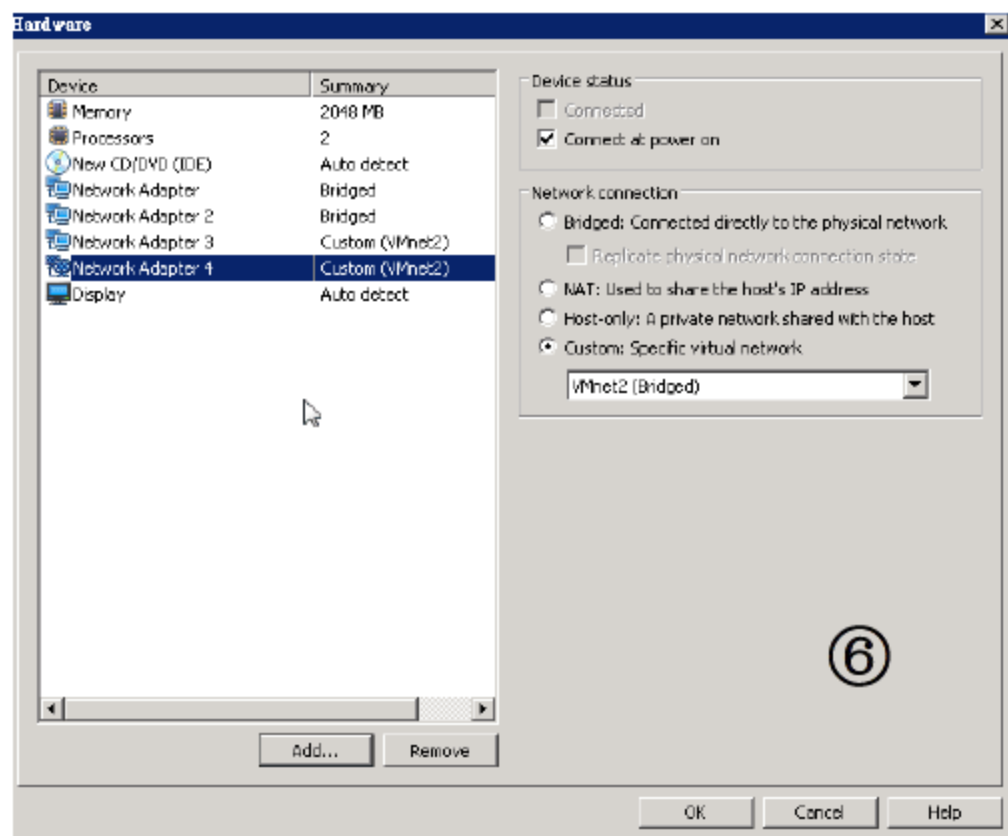 Hardware
Device Summary
Memory 2048 MB
Processors 2
New CD/DVD (IDE) Auto detect
Network Adapter Bridged
Network Adapter 2 Bridged
Network Adapter 3 Custom (VMnet2)
Network Adapter 4 Custom (VMnet2)
Display Auto detect
Add...
Remove
Device status
Connected
Connect at power on
Network connection
Bridged: Connected directly to the physical network
Replicate physical network connection state
NAT: Used to share the host's IP address
Host-only: A private network shared with the host
Custom: Specific virtual network
VMnet2 (Bridged)
⑥
OK
Cancel
Help